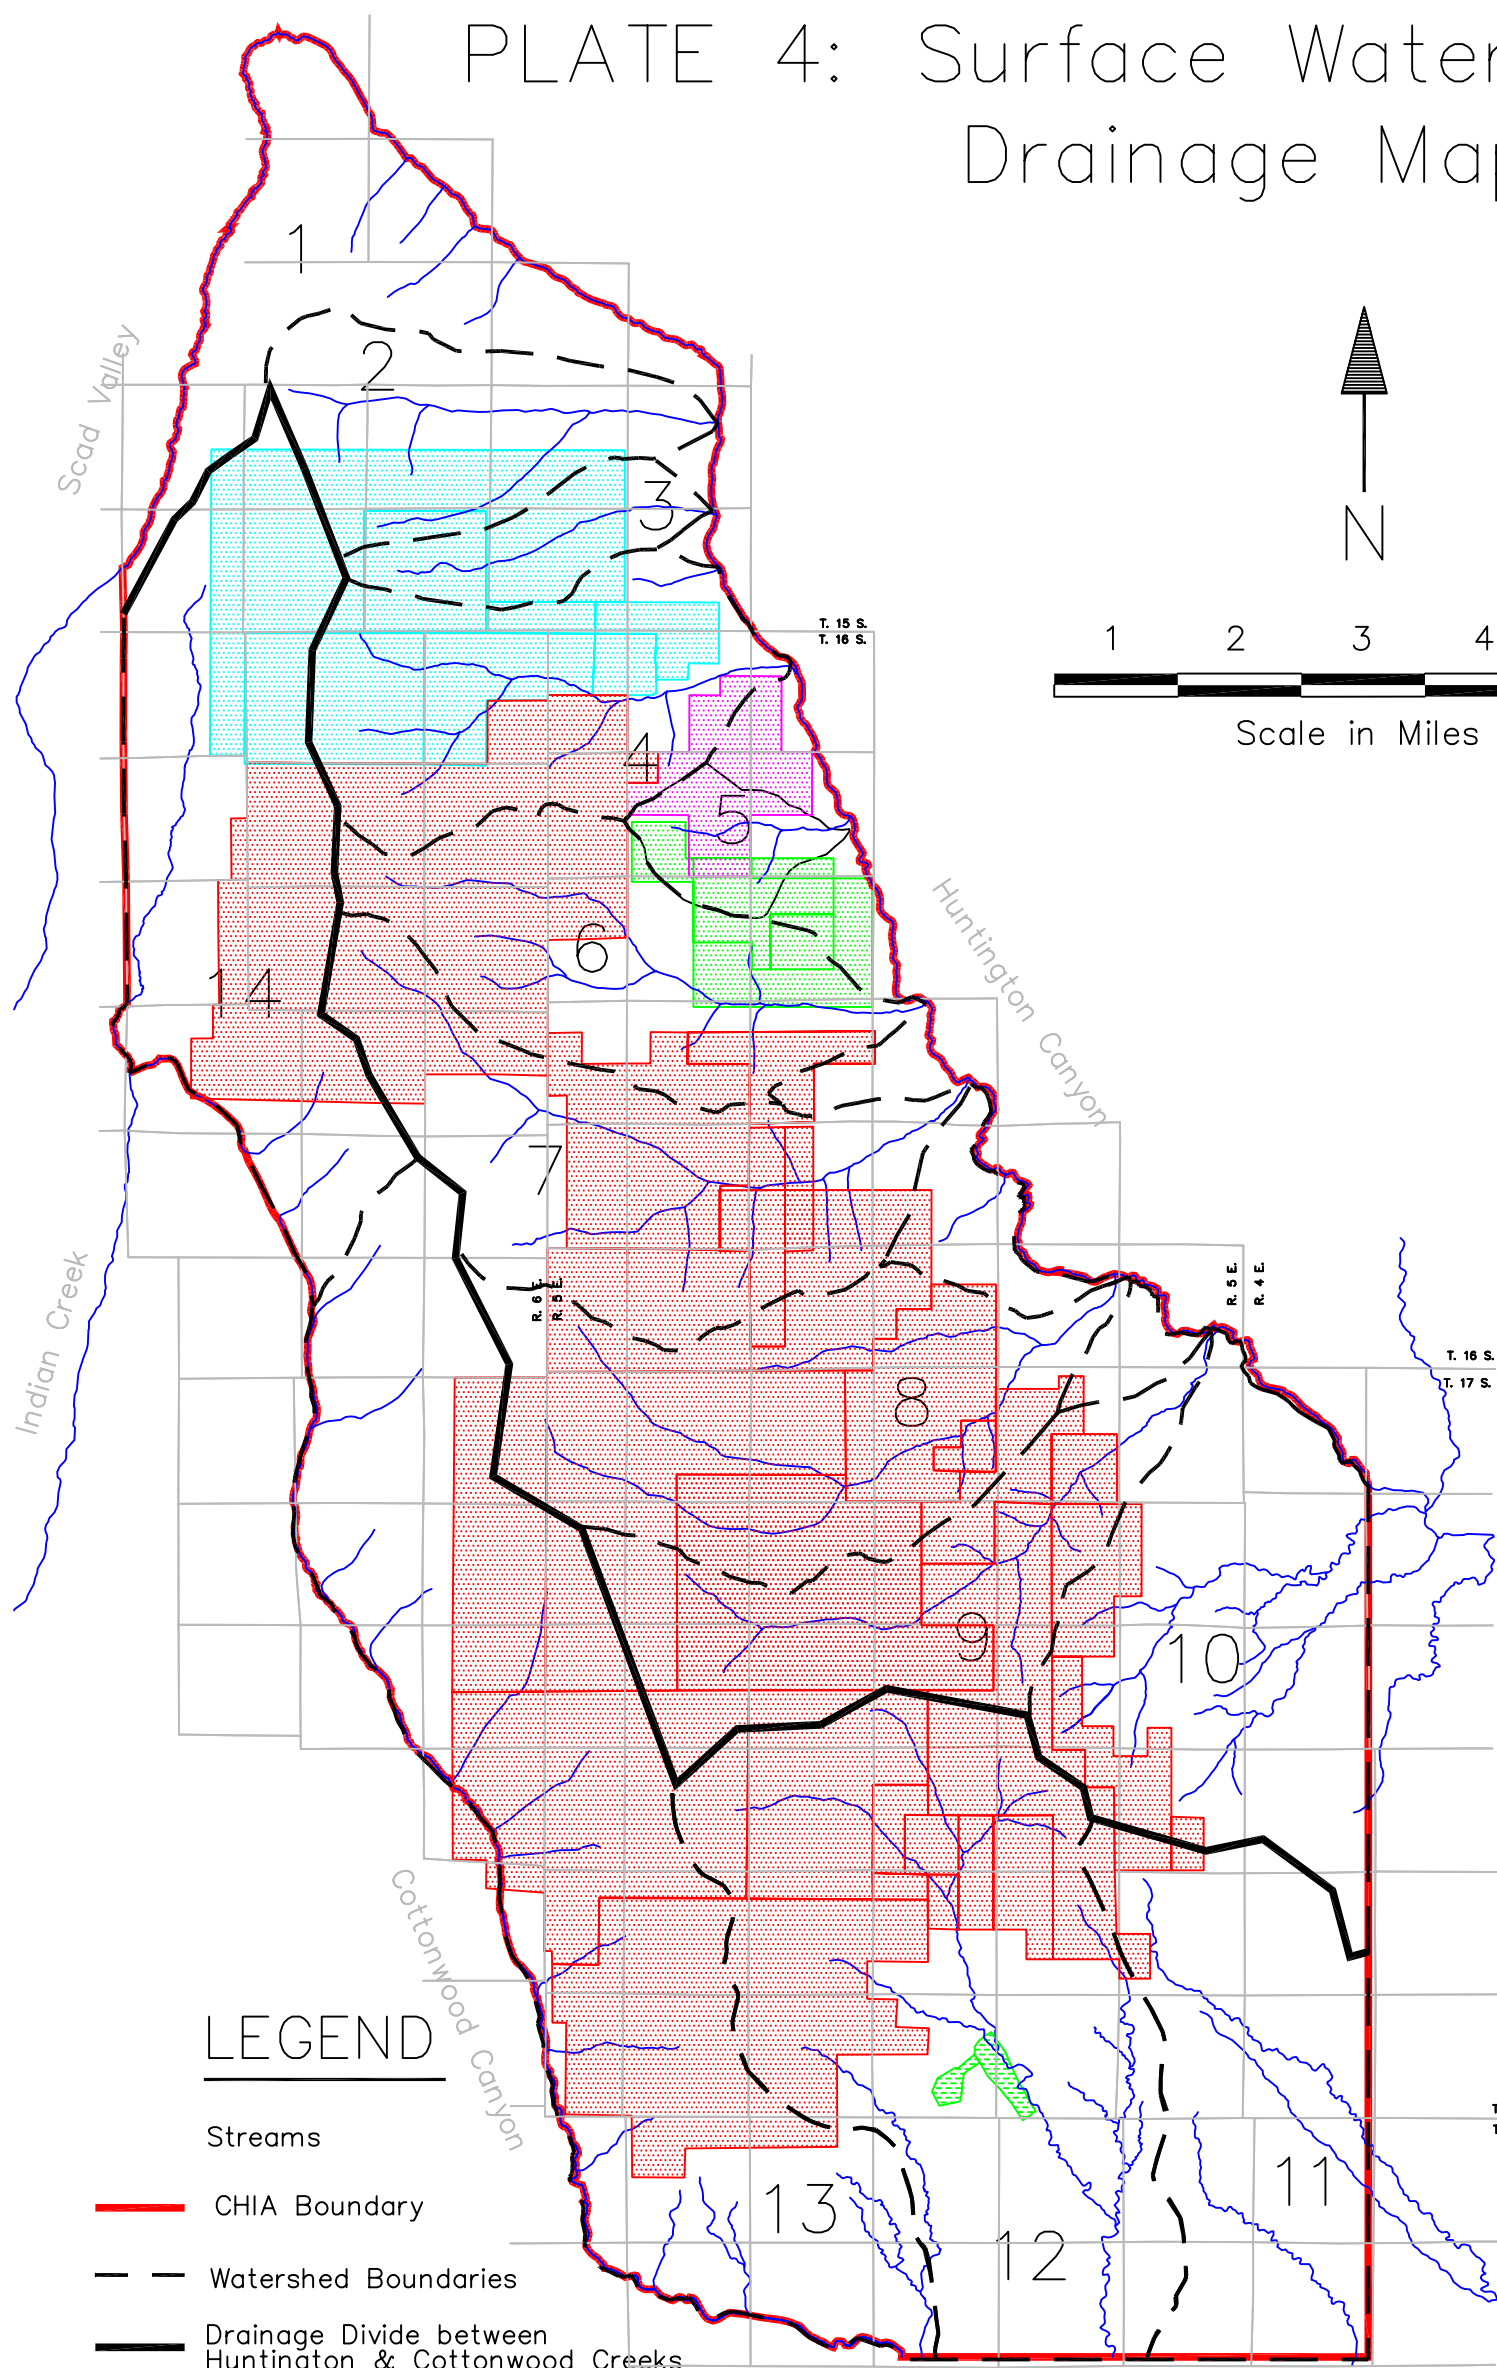 PLATE 4: Surface Water
Drainage Map
1
2
Scad Valley
3
N
T. 15 S.
T. 16 S.
1 2 3 4
Scale in Miles
4
5
Huntington Canyon
6
14
7
R. 6 E.
R. 5 E.
R. 5 E.
R. 4 E.
Indian Creek
T. 16 S.
T. 17 S.
8
9
10
Cottonwood Canyon
11
13
12
LEGEND
Streams
CHIA Boundary
Watershed Boundaries
Drainage Divide between
Huntington & Cottonwood Creeks